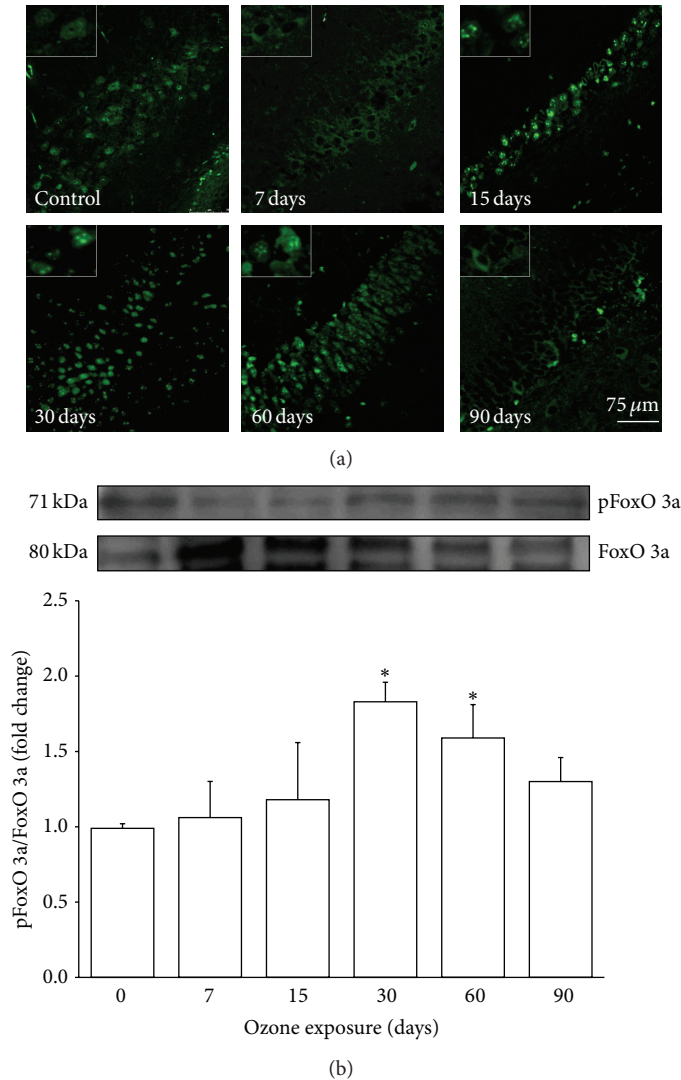 Control
7 days
15 days
30 days
60 days
90 days
75 μm
(a)
71 kDa
pFoxO 3a
80 kDa
FoxO 3a
pFoxO 3a/FoxO 3a (fold change)
2.5
2.0
1.5
1.0
0.5
0.0
*
*
0 7 15 30 60 90
Ozone exposure (days)
(b)